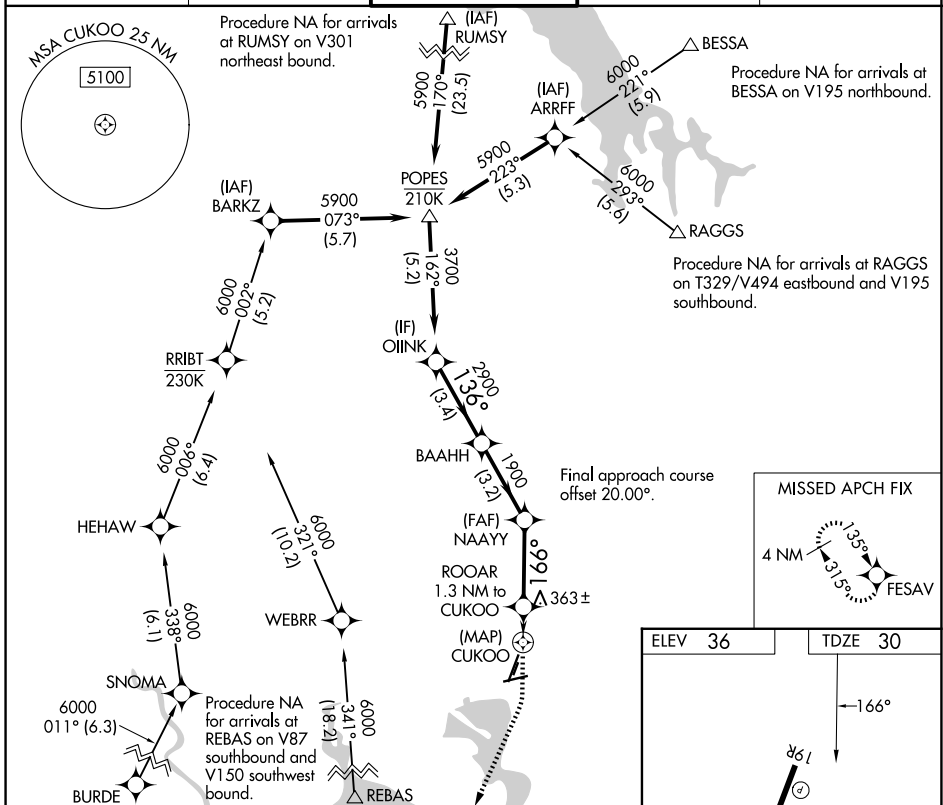 MSA CUKOO 25 NM
5100
Procedure NA for arrivals
at RUMSY on V301
northeast bound.
(IAF)
RUMSY
5900
170°
(23.5)
BESSA
6000
221°
(5.9)
Procedure NA for arrivals at
BESSA on V195 northbound.
(IAF)
ARRFF
5900
223°
(5.3)
6000
293°
(5.6)
RAGGS
Procedure NA for arrivals at RAGGS
on T329/V494 eastbound and V195
southbound.
POPES
210K
(IAF)
BARKZ
5900
073°
(5.7)
3700
162°
(5.2)
6000
002°
(5.2)
RRIBT
230K
(IF)
OIINK
2900
136°
(3.4)
BAAHH
1900
(3.2)
Final approach course
offset 20.00°.
6000
006°
(6.4)
HEHAW
6000
321°
(10.2)
(FAF)
NAAYY
166°
ROOAR
1.3 NM to
CUKOO
363±
(MAP)
CUKOO
MISSED APCH FIX
4 NM
135°
315°
FESAV
WEBRR
6000
338°
(6.1)
SNOMA
6000
011° (6.3)
BURDE
Procedure NA
for arrivals at
REBAS on V87
southbound and
V150 southwest
bound.
6000
341°
(18.2)
REBAS
ELEV 36
TDZE 30
166°
19R
P